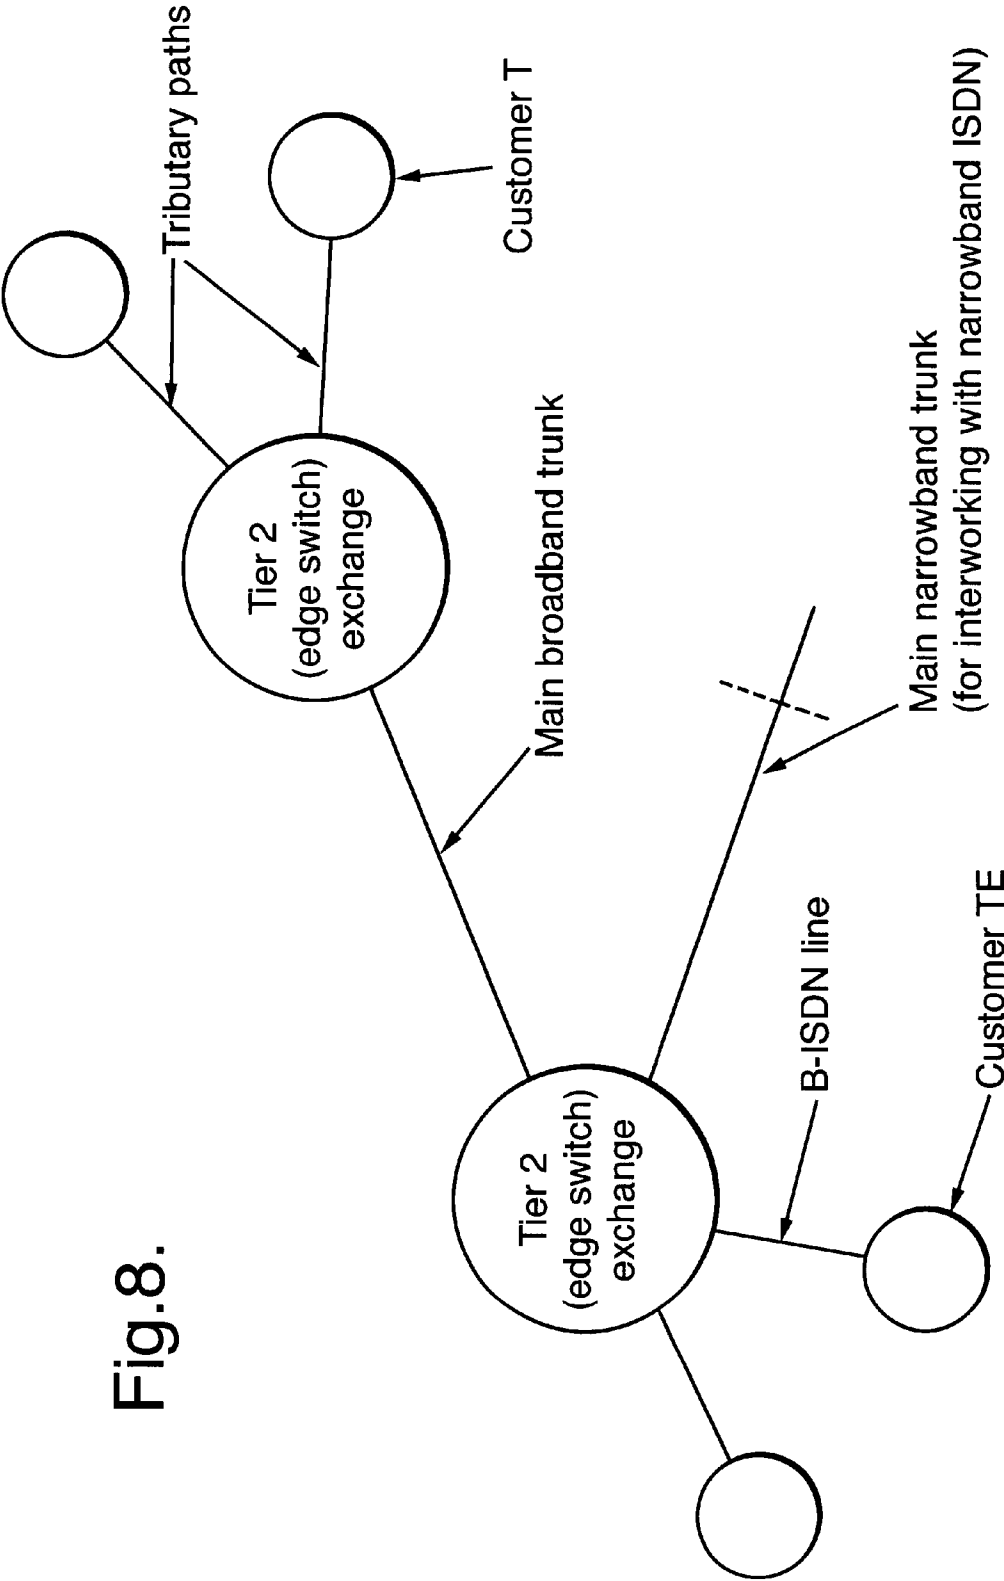 Fig.8.
Tier 2
(edge switch)
exchange
Tributary paths
Customer T
Main broadband trunk
Tier 2
(edge switch)
exchange
B-ISDN line
Customer TE
Main narrowband trunk
(for interworking with narrowband ISDN)